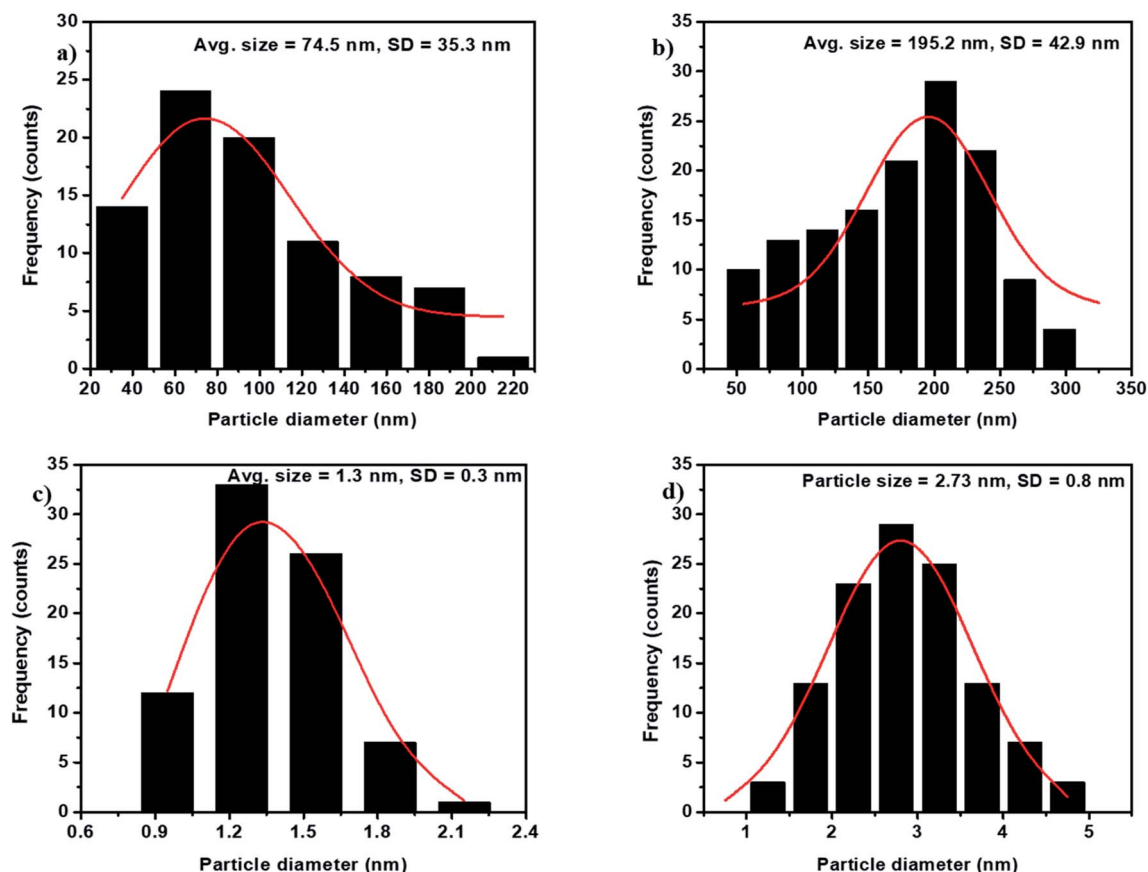 a)
Avg. size = 74.5 nm, SD = 35.3 nm
Frequency (counts)
30
25
20
15
10
5
0
20 40 60 80 100 120 140 160 180 200 220
Particle diameter (nm)
b)
Avg. size = 195.2 nm, SD = 42.9 nm
Frequency (counts)
35
30
25
20
15
10
5
0
50 100 150 200 250 300 350
Particle diameter (nm)
c)
Avg. size = 1.3 nm, SD = 0.3 nm
Frequency (counts)
35
30
25
20
15
10
5
0
0.6 0.9 1.2 1.5 1.8 2.1 2.4
Particle diameter (nm)
d)
Particle size = 2.73 nm, SD = 0.8 nm
Frequency (counts)
35
30
25
20
15
10
5
0
1 2 3 4 5
Particle diameter (nm)